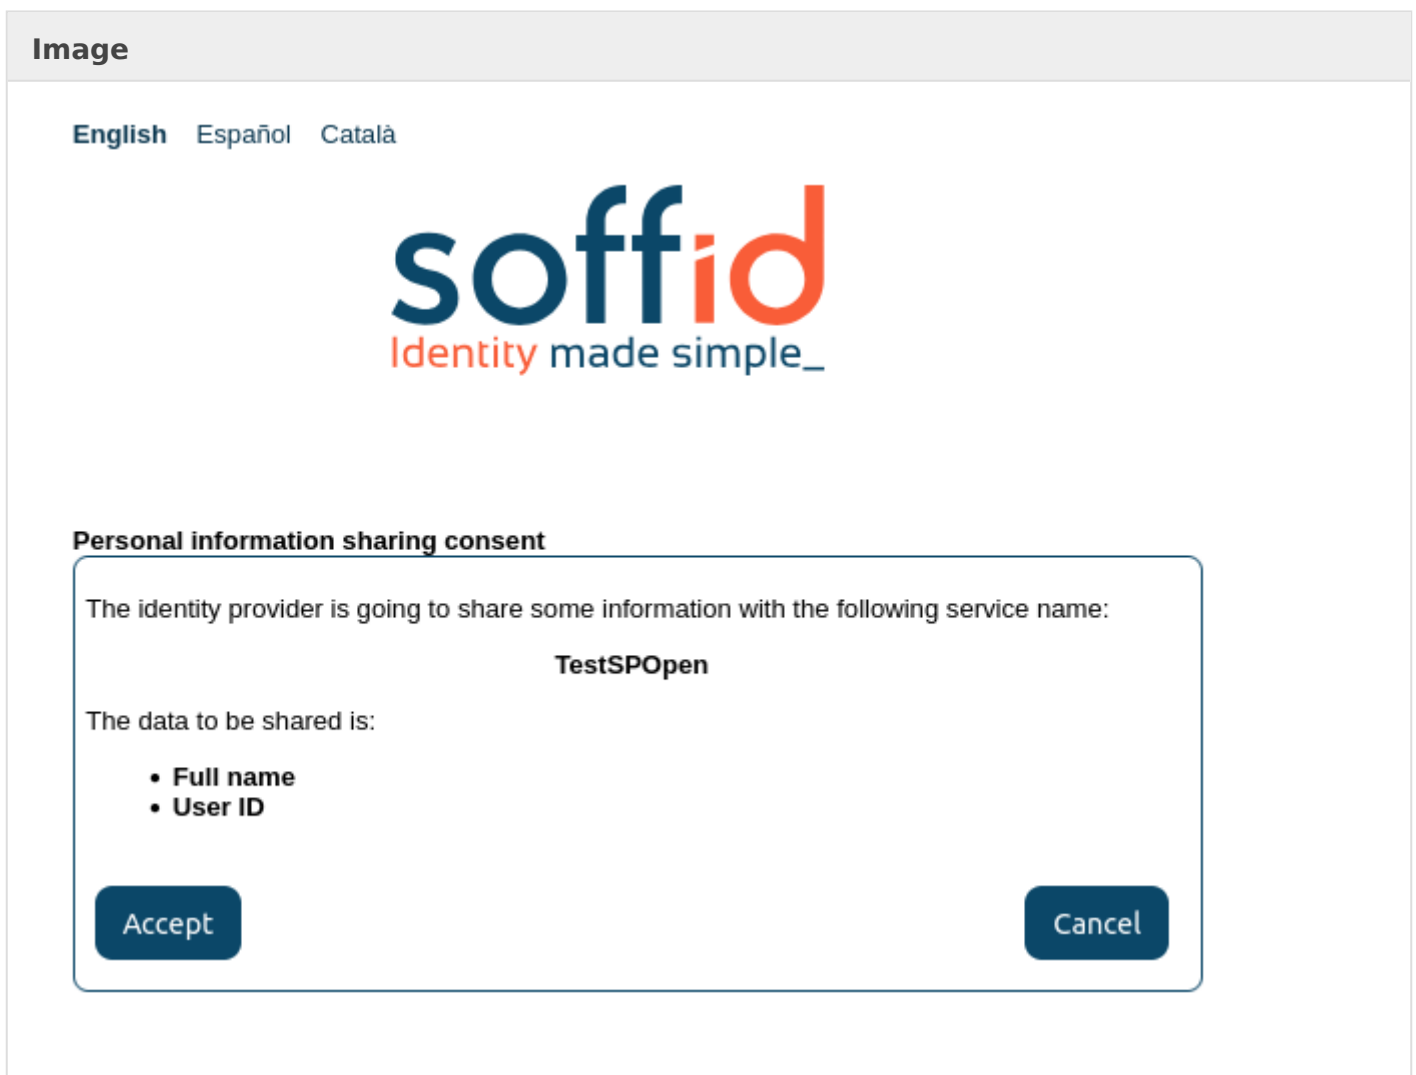 Image
English Español Català
soffid
Identity made simple_
Personal information sharing consent
The identity provider is going to share some information with the following service name:
TestSPOpen
The data to be shared is:
• Full name
• User ID
Accept Cancel